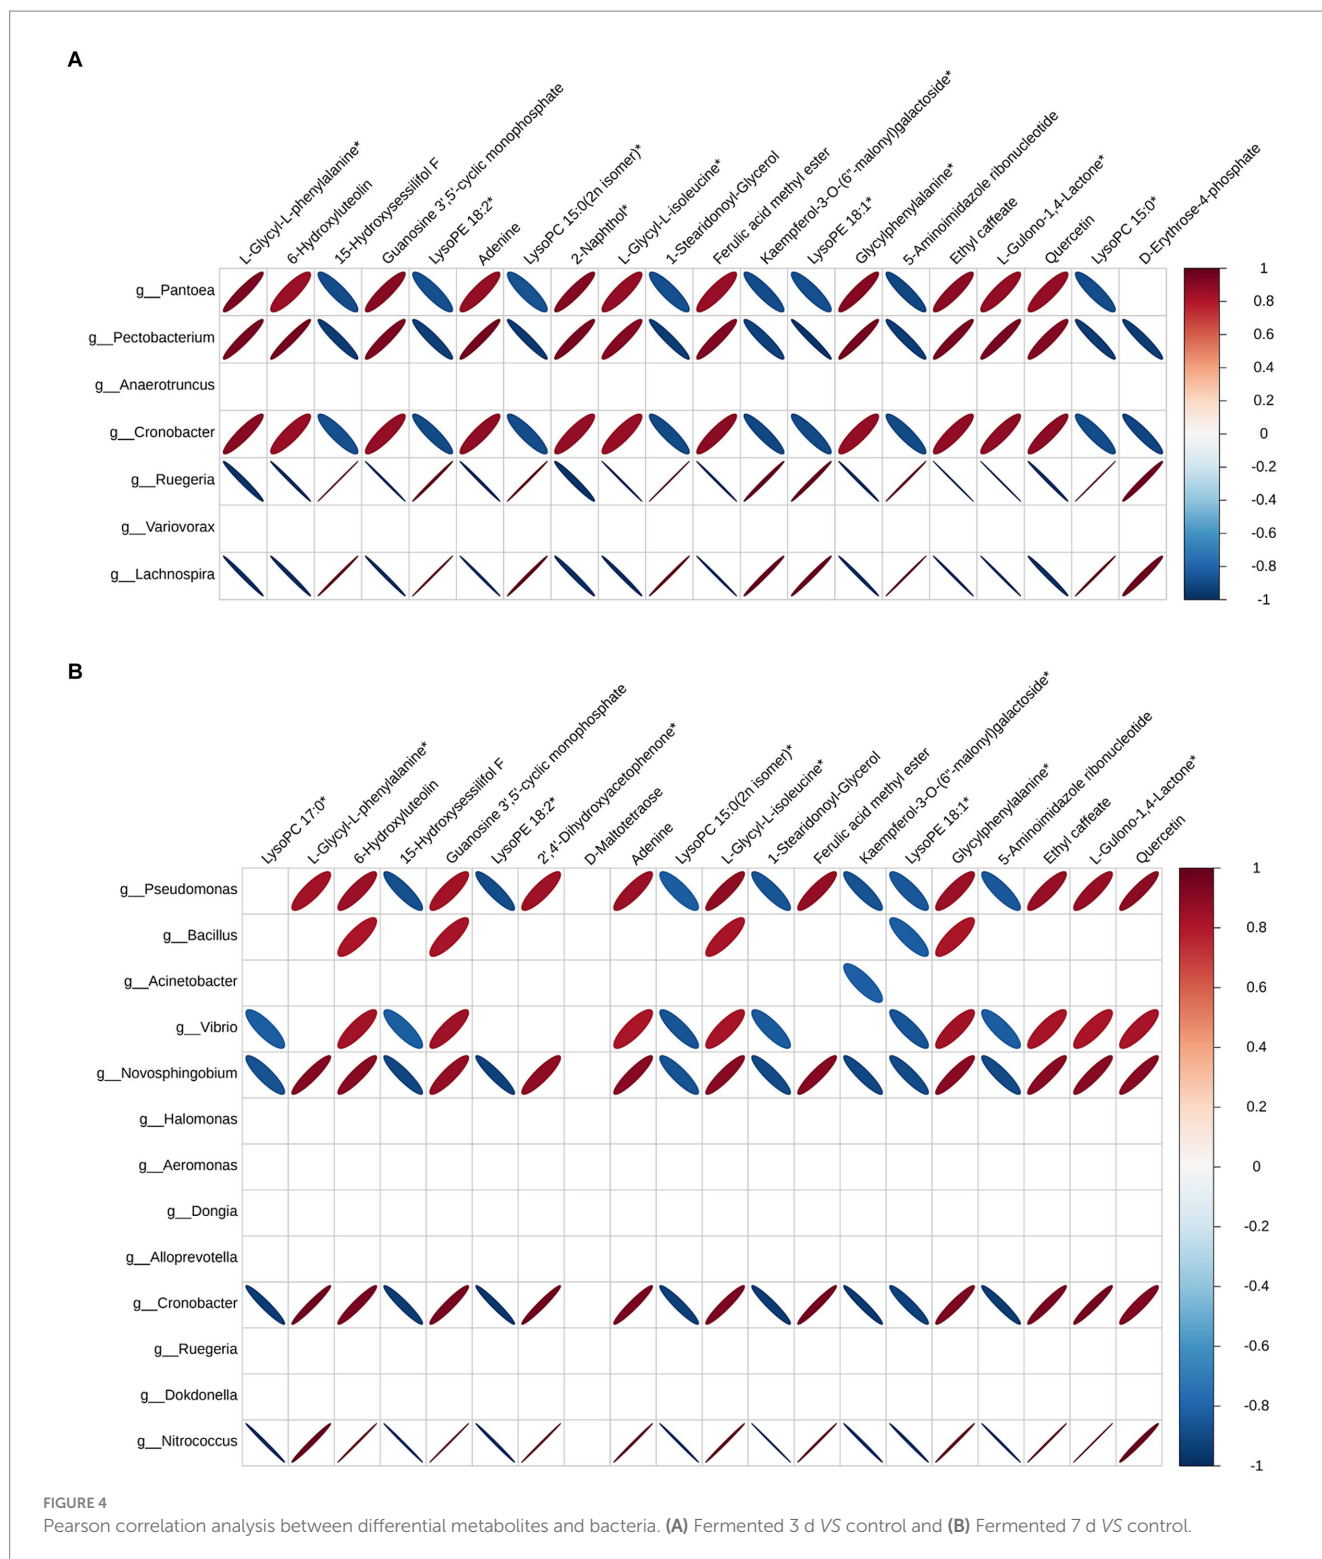 A
L-Glycyl-L-phenylalanine*
6-Hydroxyluteolin
15-Hydroxysessilifol F
Guanosine 3',5'-cyclic monophosphate
LysoPE 18:2*
Adenine
LysoPC 15:0(2n isomer)*
2-Naphthol*
L-Glycyl-L-isoleucine*
1-Stearidonoyl-Glycerol
Ferulic acid methyl ester
Kaempferol-3-O-(6"-malonyl)galactoside*
LysoPE 18:1*
Glycylphenylalanine*
5-Aminoimidazole ribonucleotide
Ethyl caffeate
L-Gulono-1,4-Lactone*
Quercetin
LysoPC 15:0*
D-Erythrose-4-phosphate
g__Pantoea
g__Pectobacterium
g__Anaerotruncus
g__Cronobacter
g__Ruegeria
g__Variovorax
g__Lachnospira
1
0.8
0.6
0.4
0.2
0
-0.2
-0.4
-0.6
-0.8
-1
B
LysoPC 17:0*
L-Glycyl-L-phenylalanine*
6-Hydroxyluteolin
15-Hydroxysessilifol F
Guanosine 3',5'-cyclic monophosphate
LysoPE 18:2*
2',4'-Dihydroxyacetophenone*
D-Maltotetraose
Adenine
LysoPC 15:0(2n isomer)*
L-Glycyl-L-isoleucine*
1-Stearidonoyl-Glycerol
Ferulic acid methyl ester
Kaempferol-3-O-(6"-malonyl)galactoside*
LysoPE 18:1*
Glycylphenylalanine*
5-Aminoimidazole ribonucleotide
Ethyl caffeate
L-Gulono-1,4-Lactone*
Quercetin
g__Pseudomonas
g__Bacillus
g__Acinetobacter
g__Vibrio
g__Novosphingobium
g__Halomonas
g__Aeromonas
g__Dongia
g__Alloprevotella
g__Cronobacter
g__Ruegeria
g__Dokdonella
g__Nitrococcus
1
0.8
0.6
0.4
0.2
0
-0.2
-0.4
-0.6
-0.8
-1
FIGURE 4
Pearson correlation analysis between differential metabolites and bacteria. (A) Fermented 3 d VS control and (B) Fermented 7 d VS control.